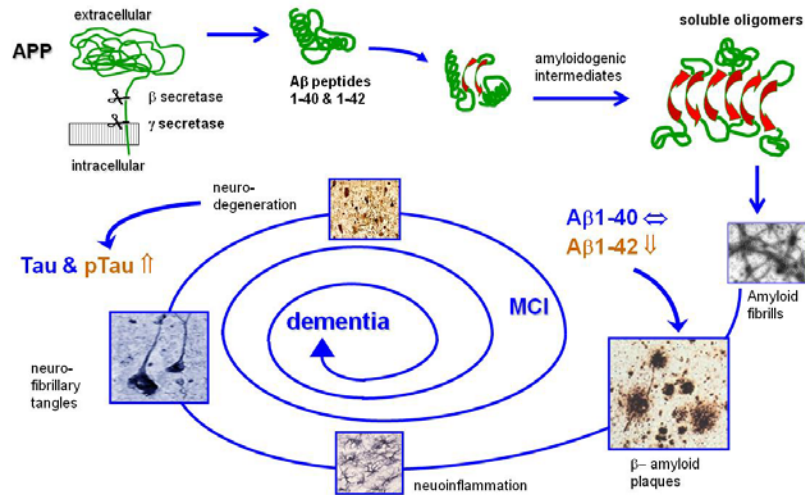 extracellular
APP
β secretase
γ secretase
intracellular
Aβ peptides
1-40 & 1-42
amyloidogenic
intermediates
soluble oligomers
neuro-
degeneration
Tau & pTau ⇑
Aβ1-40 ⇔
Aβ1-42 ⇓
Amyloid
fibrills
MCI
dementia
neuro-
fibrillary
tangles
neuoinflammation
β– amyloid
plaques